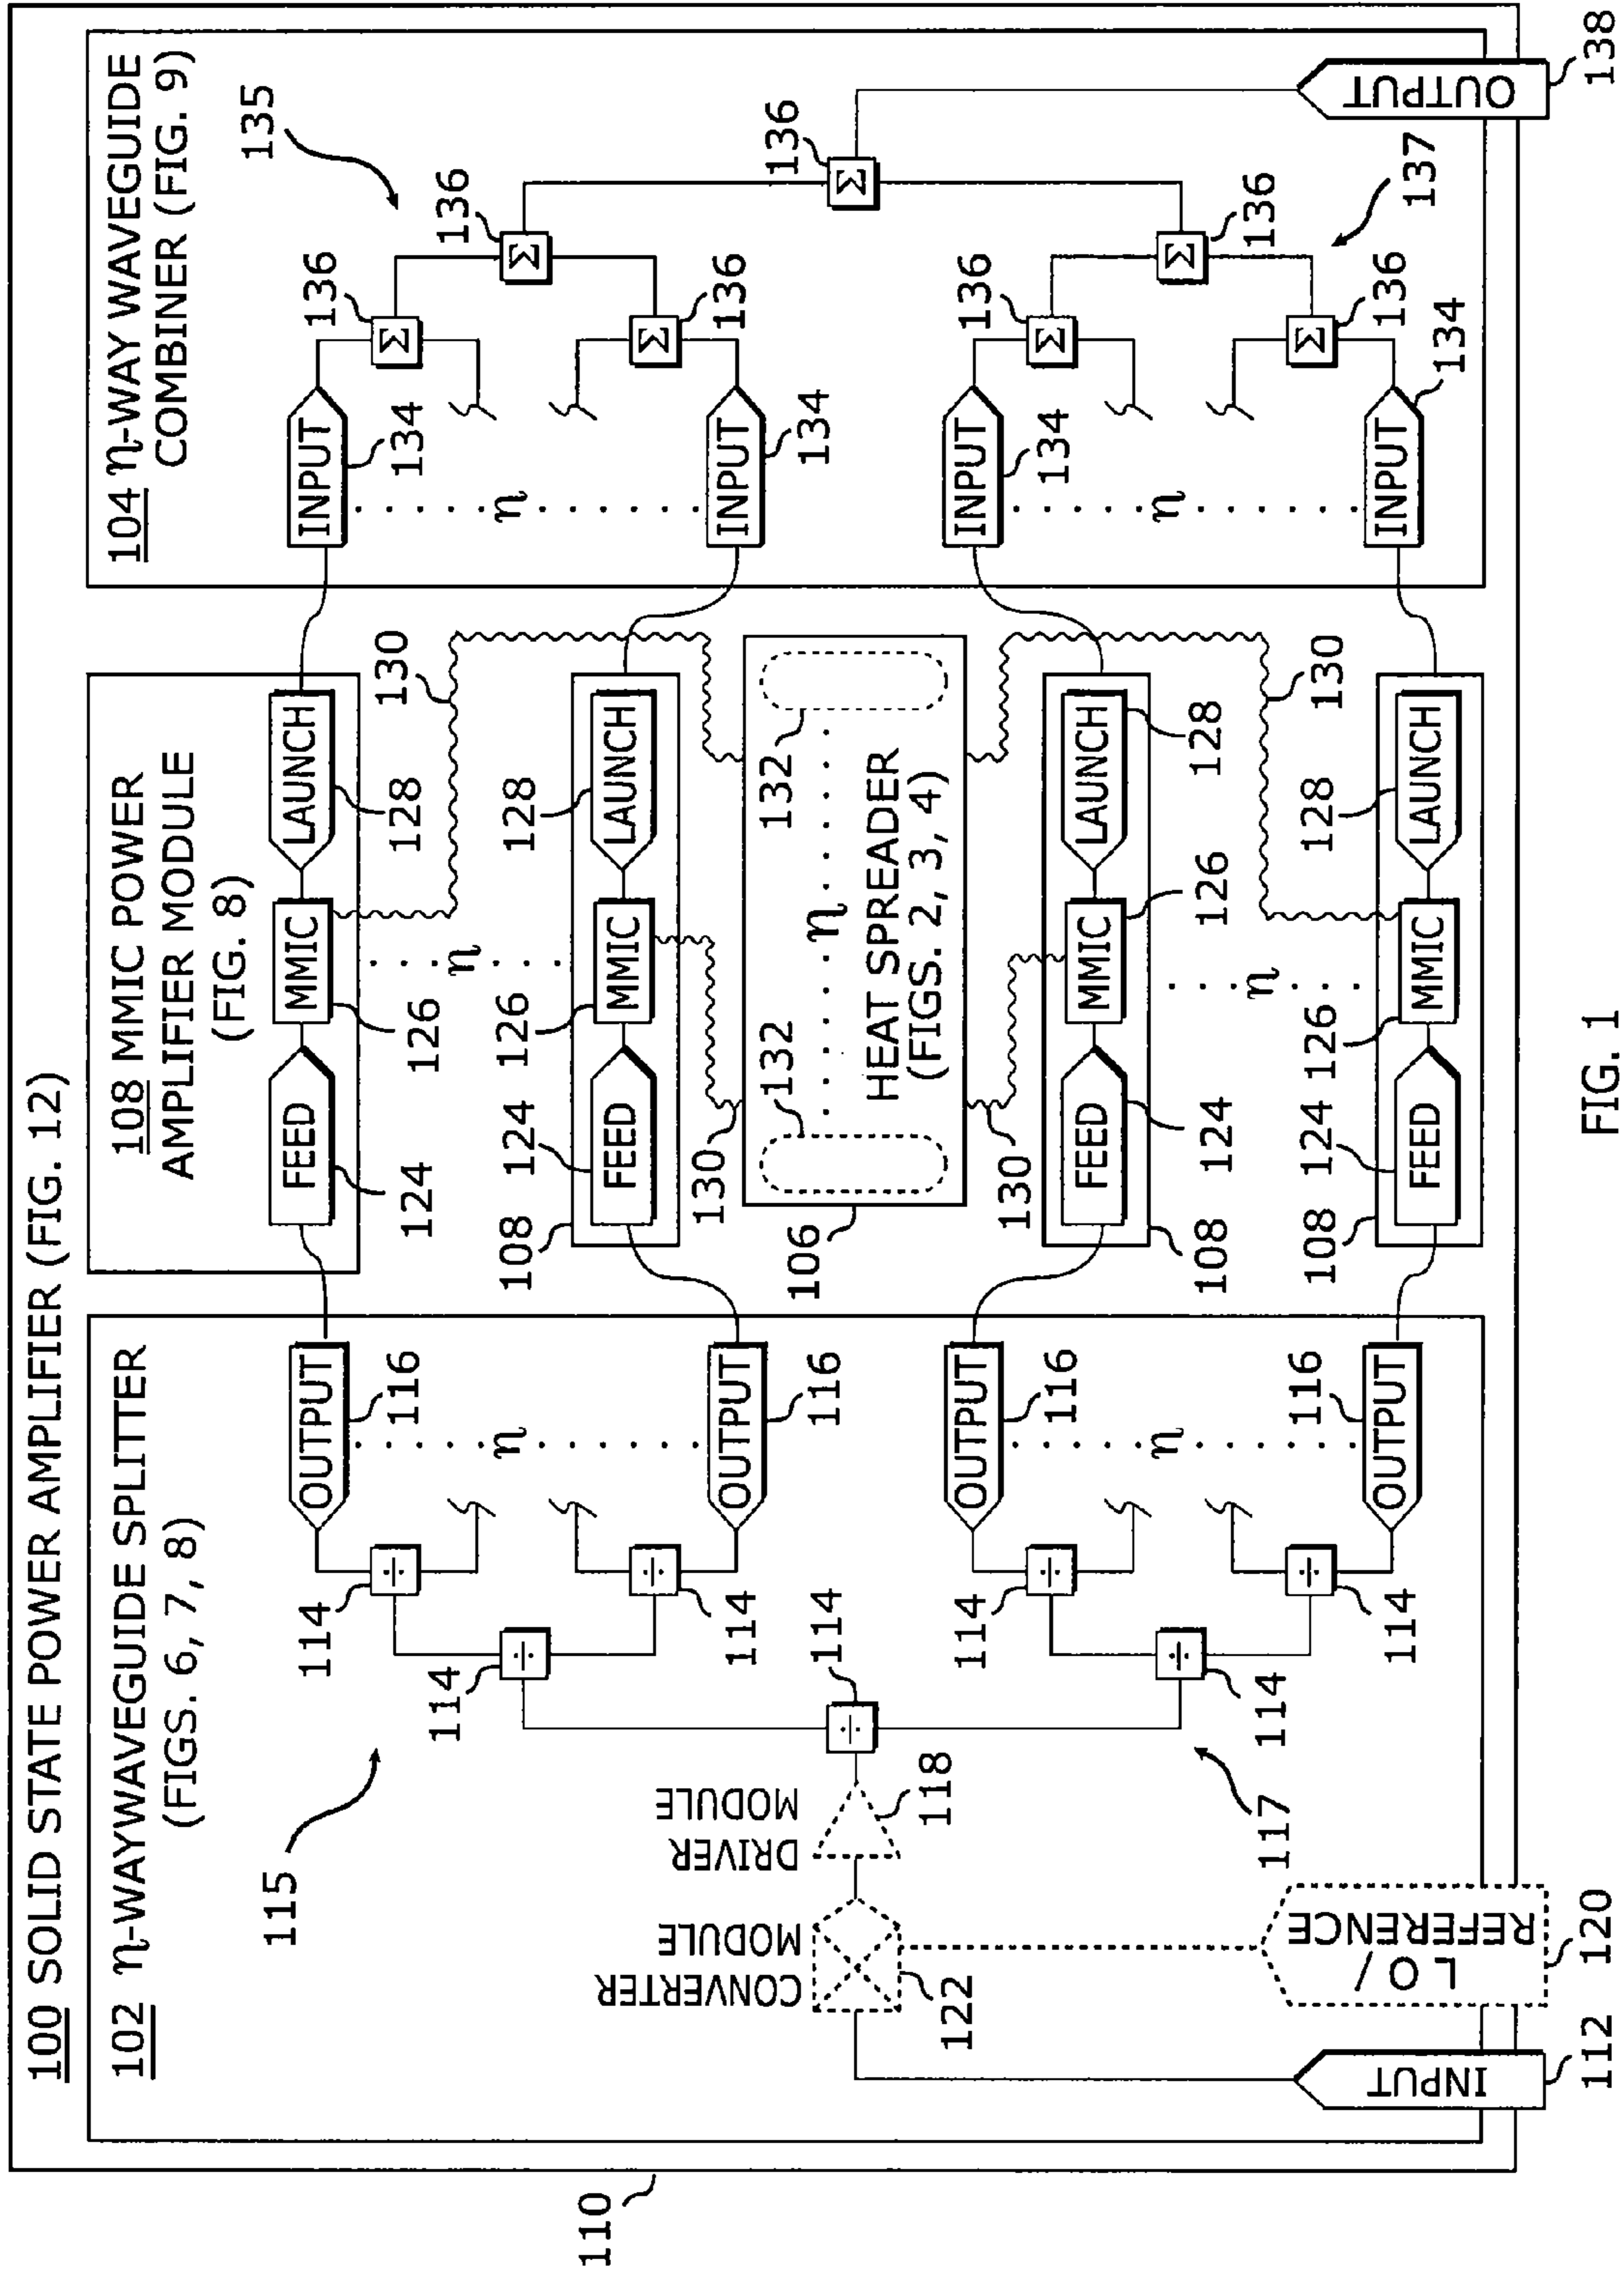 100 SOLID STATE POWER AMPLIFIER (FIG. 12)
102 η-WAYWAVEGUIDE SPLITTER
(FIGS. 6, 7, 8)
115
114
114
114
114
114
114
114
117
OUTPUT
116
η
OUTPUT
116
OUTPUT
116
η
OUTPUT
116
DRIVER
MODULE
118
CONVERTER
MODULE
122
LO/
REFERENCE
120
INPUT
112
110
108 MMIC POWER
AMPLIFIER MODULE
(FIG. 8)
FEED
124
MMIC
126
LAUNCH
128
130
η
108
FEED
124
MMIC
126
LAUNCH
128
130
106
132
η
132
HEAT SPREADER
(FIGS. 2, 3, 4)
130
108
FEED
124
MMIC
126
LAUNCH
128
130
η
108
FEED
124
MMIC
126
LAUNCH
128
104 η-WAY WAVEGUIDE
COMBINER (FIG. 9)
135
INPUT
134
η
INPUT
134
INPUT
134
η
INPUT
134
Σ
136
Σ
136
Σ
136
Σ
136
Σ
136
Σ
136
Σ
136
137
OUTPUT
138
FIG. 1